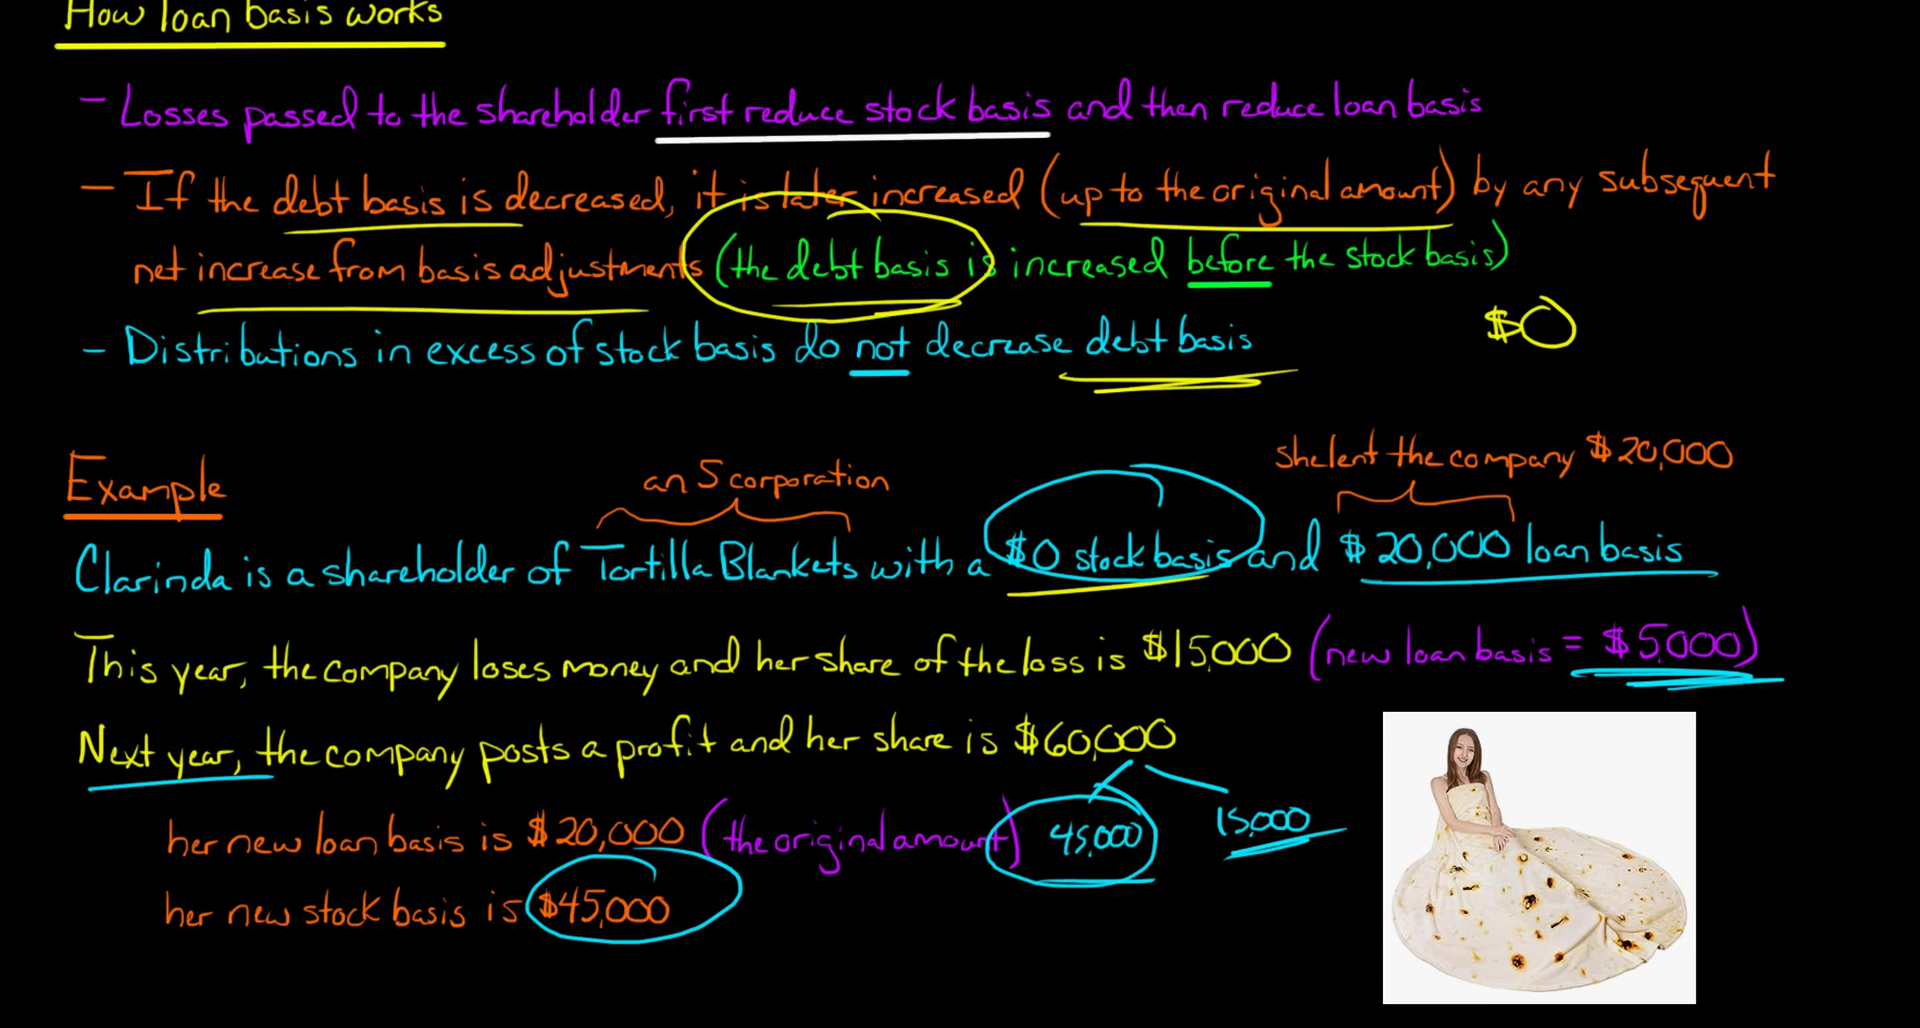 How loan basis works
- Losses passed to the shareholder first reduce stock basis and then reduce loan basis
- If the debt basis is decreased, it is later increased (up to the original amount) by any subsequent
net increase from basis adjustments (the debt basis is increased before the stock basis)
$0
- Distributions in excess of stock basis do not decrease debt basis
she lent the company $20,000
Example
an S corporation
Clarinda is a shareholder of Tortilla Blankets with a $0 stock basis and $20,000 loan basis
This year, the company loses money and her share of the loss is $15,000 (new loan basis = $5,000)
Next year, the company posts a profit and her share is $60,000
her new loan basis is $20,000 (the original amount) 45,000 15,000
her new stock basis is $45,000